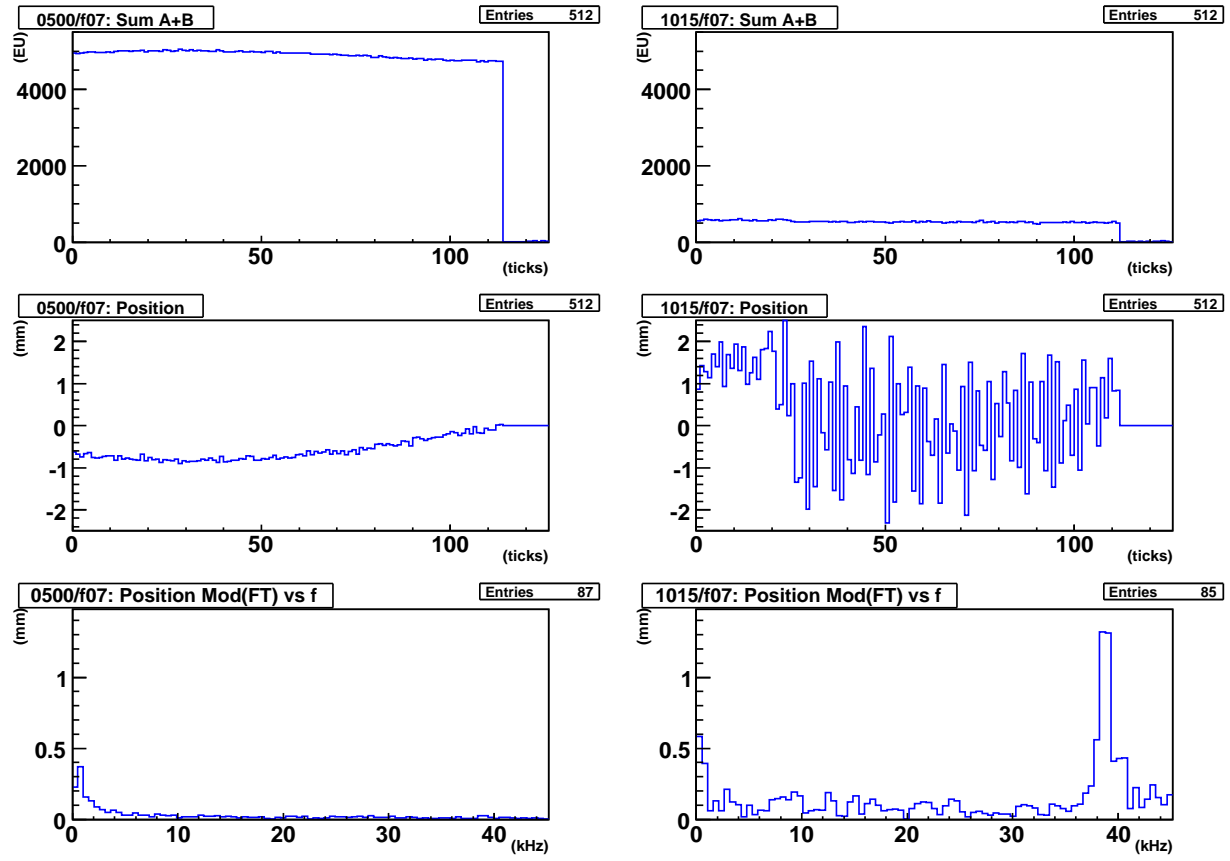 0500/f07: Sum A+B
Entries 512
(EU)
4000
2000
0
0 50 100
(ticks)
1015/f07: Sum A+B
Entries 512
(EU)
4000
2000
0
0 50 100
(ticks)
0500/f07: Position
Entries 512
(mm)
2
1
0
-1
-2
0 50 100
(ticks)
1015/f07: Position
Entries 512
(mm)
2
1
0
-1
-2
0 50 100
(ticks)
0500/f07: Position Mod(FT) vs f
Entries 87
(mm)
1
0.5
0
0 10 20 30 40
(kHz)
1015/f07: Position Mod(FT) vs f
Entries 85
(mm)
1
0.5
0
0 10 20 30 40
(kHz)